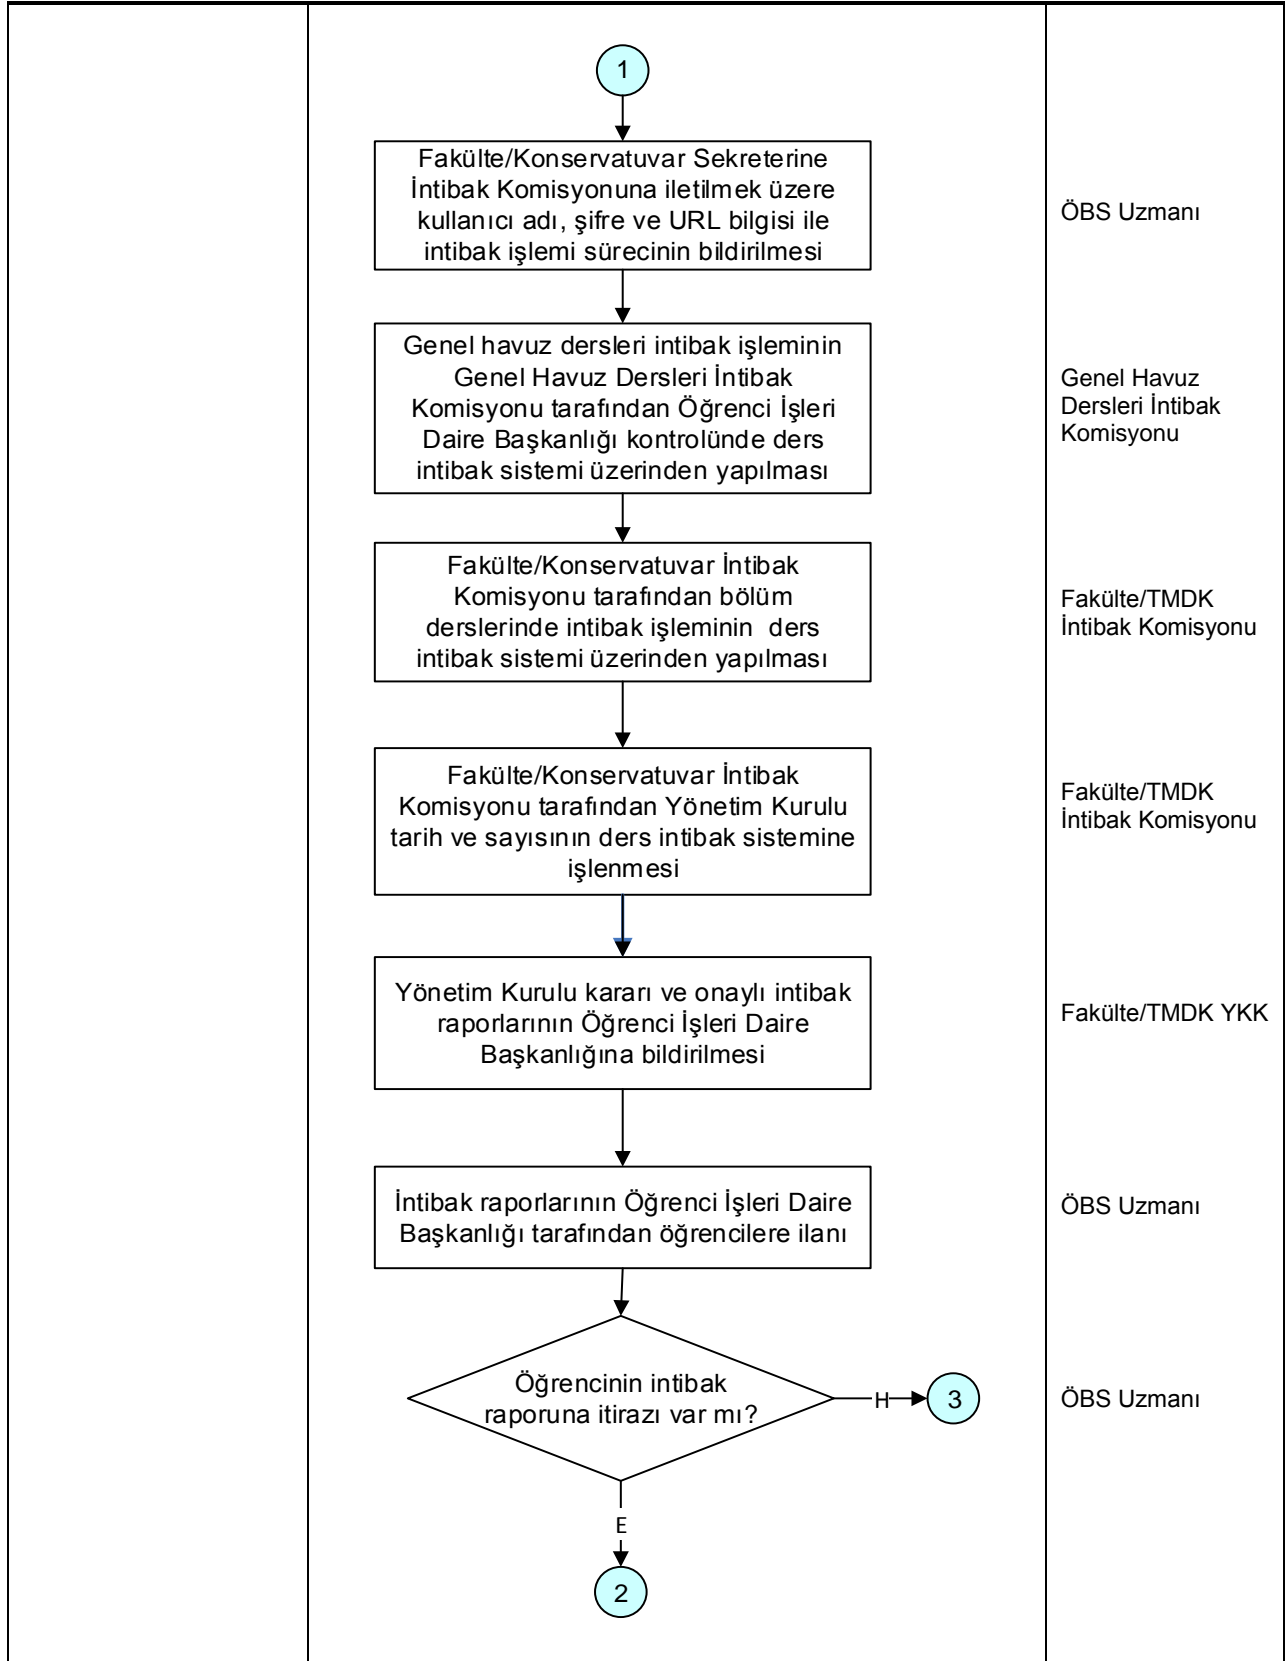 1
Fakülte/Konservatuvar Sekreterine
İntibak Komisyonuna iletilmek üzere
kullanıcı adı, şifre ve URL bilgisi ile
intibak işlemi sürecinin bildirilmesi
ÖBS Uzmanı
Genel havuz dersleri intibak işleminin
Genel Havuz Dersleri İntibak
Komisyonu tarafından Öğrenci İşleri
Daire Başkanlığı kontrolünde ders
intibak sistemi üzerinden yapılması
Genel Havuz
Dersleri İntibak
Komisyonu
Fakülte/Konservatuvar İntibak
Komisyonu tarafından bölüm
derslerinde intibak işleminin  ders
intibak sistemi üzerinden yapılması
Fakülte/TMDK
İntibak Komisyonu
Fakülte/Konservatuvar İntibak
Komisyonu tarafından Yönetim Kurulu
tarih ve sayısının ders intibak sistemine
işlenmesi
Fakülte/TMDK
İntibak Komisyonu
Yönetim Kurulu kararı ve onaylı intibak
raporlarının Öğrenci İşleri Daire
Başkanlığına bildirilmesi
Fakülte/TMDK YKK
İntibak raporlarının Öğrenci İşleri Daire
Başkanlığı tarafından öğrencilere ilanı
ÖBS Uzmanı
Öğrencinin intibak
raporuna itirazı var mı?
H
3
ÖBS Uzmanı
E
2